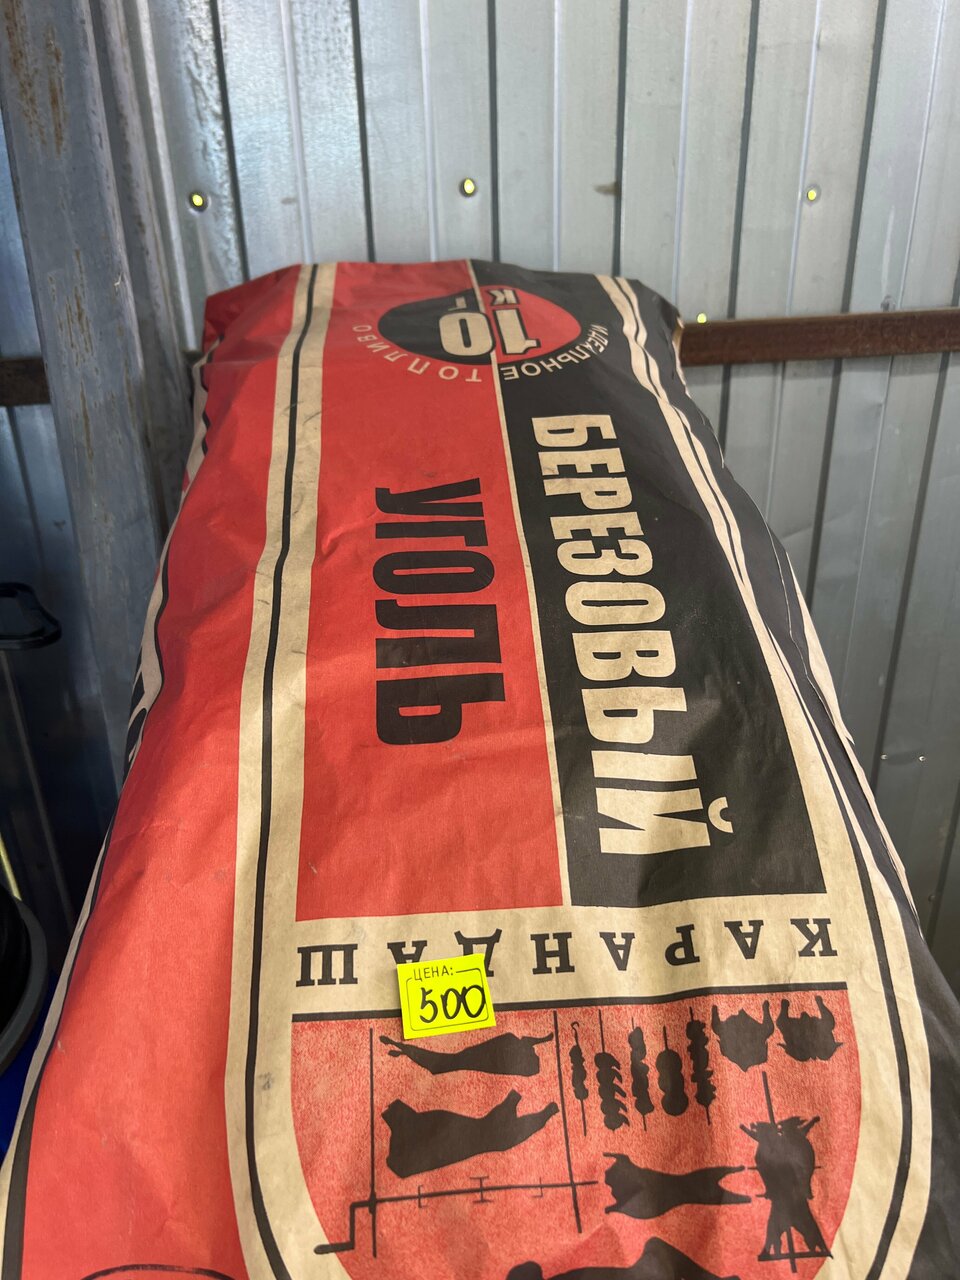 КАРАНДАШ
БЕРЕЗОВЫЙ
УГОЛЬ
ИДЕАЛЬНОЕ ТОПЛИВО
10
КГ
ЦЕНА:
500